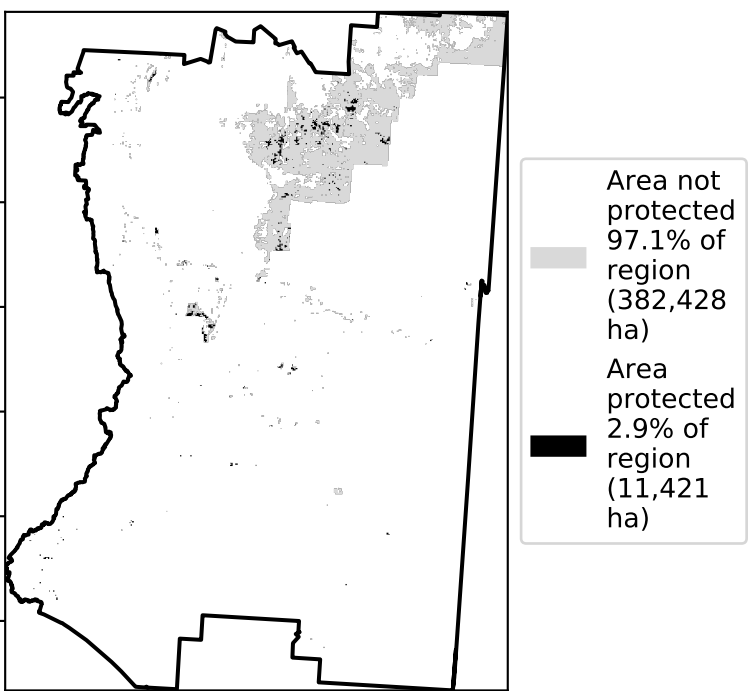 Area not
protected
97.1% of
region
(382,428
ha)
Area
protected
2.9% of
region
(11,421
ha)